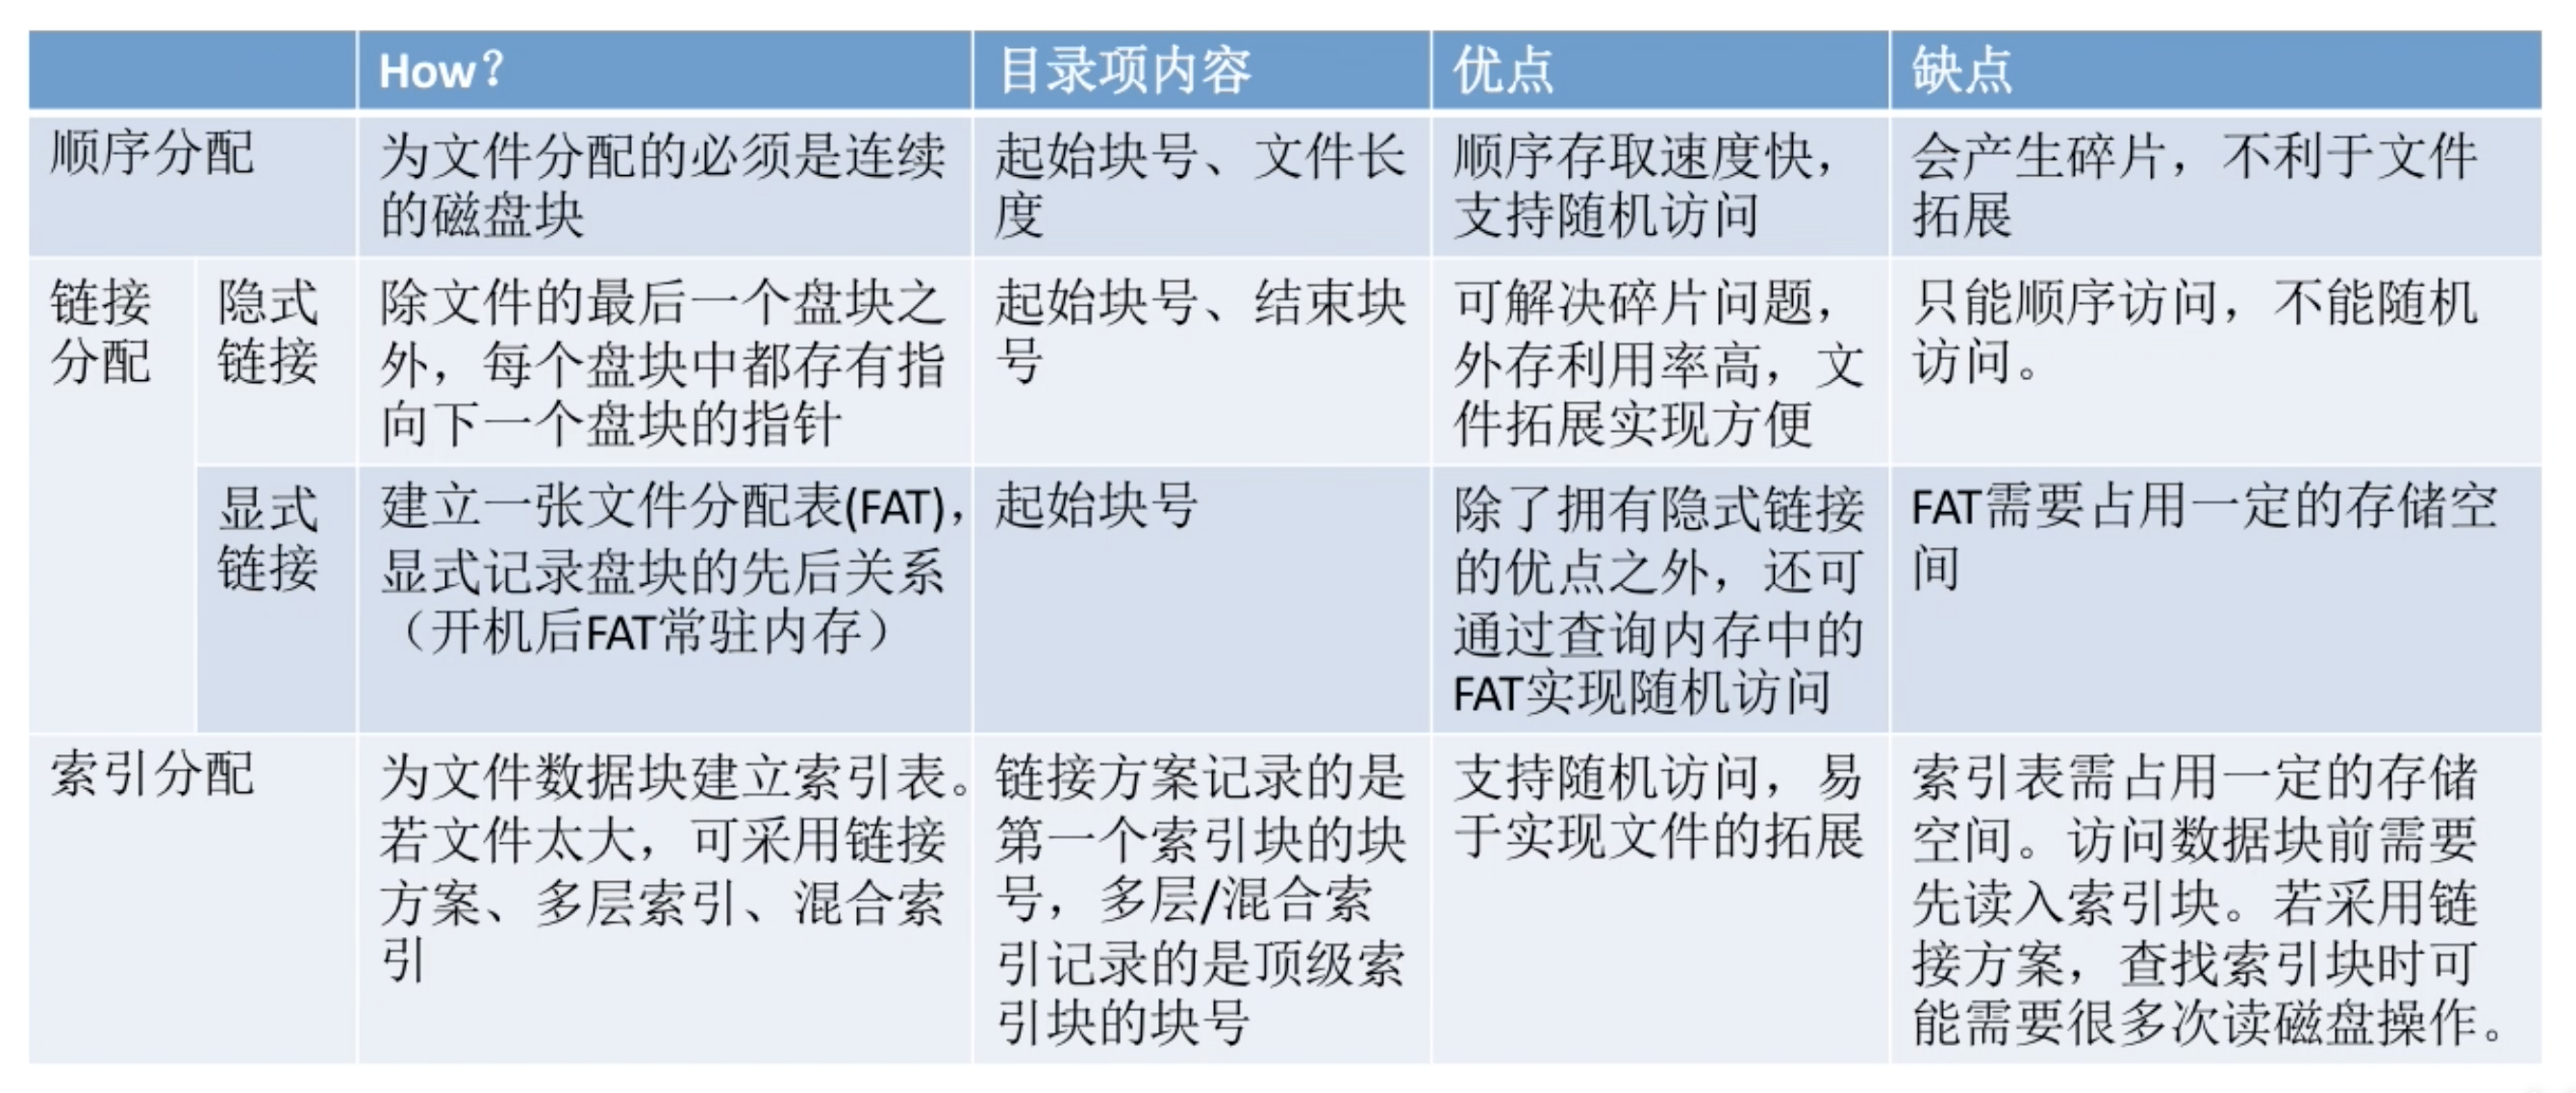 How?
目录项内容
优点
缺点
顺序分配
为文件分配的必须是连续
的磁盘块
起始块号、文件长
度
顺序存取速度快，
支持随机访问
会产生碎片，不利于文件
拓展
链接
分配
隐式
链接
除文件的最后一个盘块之
外，每个盘块中都存有指
向下一个盘块的指针
起始块号、结束块
号
可解决碎片问题，
外存利用率高，文
件拓展实现方便
只能顺序访问，不能随机
访问。
显式
链接
建立一张文件分配表(FAT)，
显式记录盘块的先后关系
（开机后FAT常驻内存）
起始块号
除了拥有隐式链接
的优点之外，还可
通过查询内存中的
FAT实现随机访问
FAT需要占用一定的存储空
间
索引分配
为文件数据块建立索引表。
若文件太大，可采用链接
方案、多层索引、混合索
引
链接方案记录的是
第一个索引块的块
号，多层/混合索
引记录的是顶级索
引块的块号
支持随机访问，易
于实现文件的拓展
索引表需占用一定的存储
空间。访问数据块前需要
先读入索引块。若采用链
接方案，查找索引块时可
能需要很多次读磁盘操作。